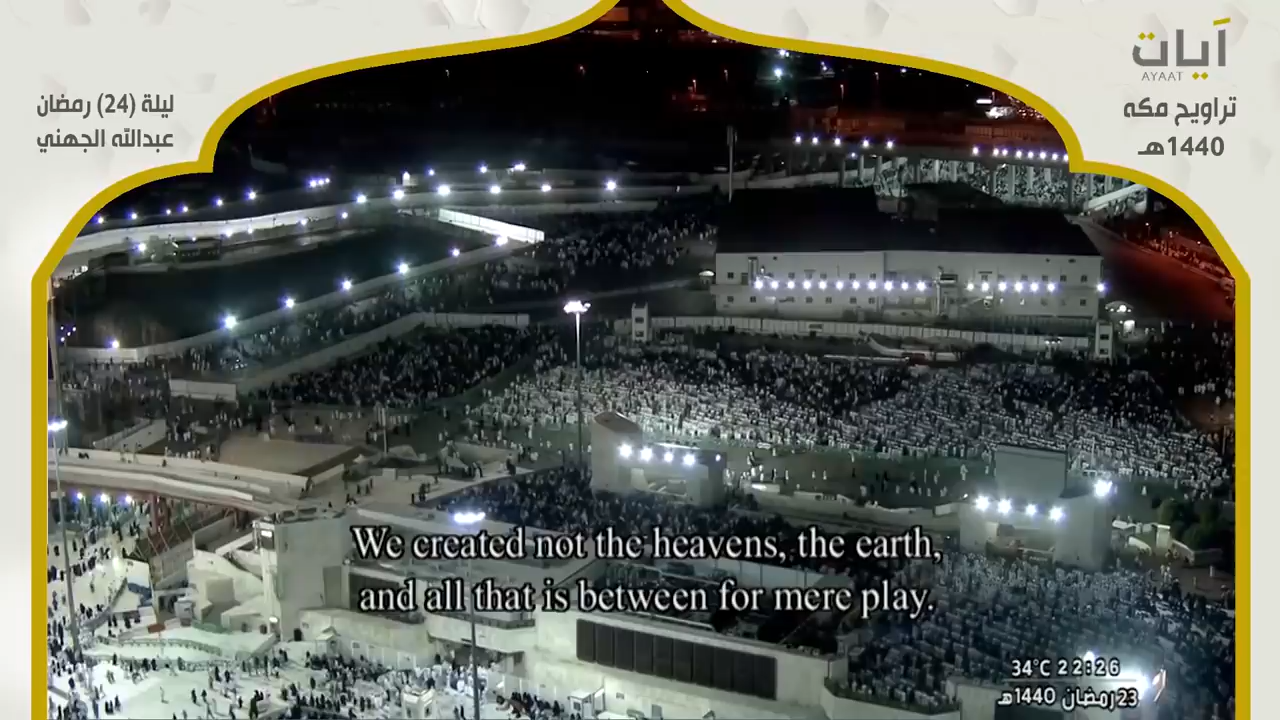 أيات
AYAAT
تراويح مكه
1440هـ
ليلة (24) رمضان
عبدالله الجهني
We created not the heavens, the earth,
and all that is between for mere play.
34°C 22:26
23 رمضان 1440هـ